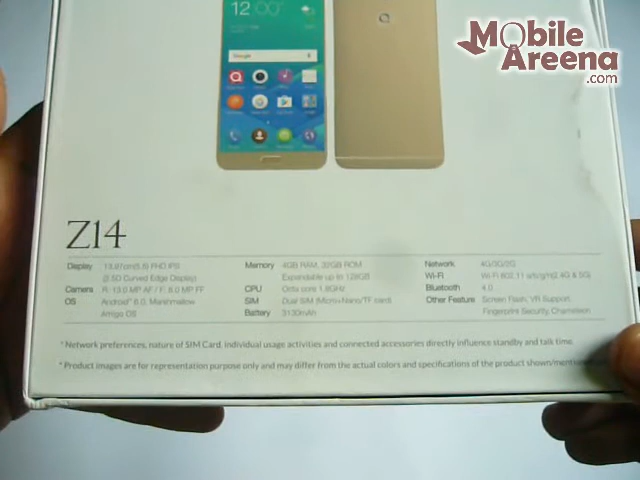 MObile
Areena
.com
12:00
Z14
Display 13.97cm(5.5) FHD IPS
(2.5D Curved Edge Display)
Camera R: 13.0 MP AF / F: 8.0 MP FF
OS Android™ 6.0, Marshmallow
Amigo OS
Memory 4GB RAM, 32GB ROM
Expandable up to 128GB
CPU Octa core 1.8GHz
SIM Dual SIM (Micro+Nano/TF card)
Battery 3130mAh
Network 4G/3G/2G
Wi-Fi Wi-Fi 802.11 a/b/g/n(2.4G & 5G)
Bluetooth 4.0
Other Feature Screen Flash, VR Support,
Fingerprint Security, Chameleon
* Network preferences, nature of SIM Card, individual usage activities and connected accessories directly influence standby and talk time.
* Product images are for representation purpose only and may differ from the actual colors and specifications of the product shown/mentioned